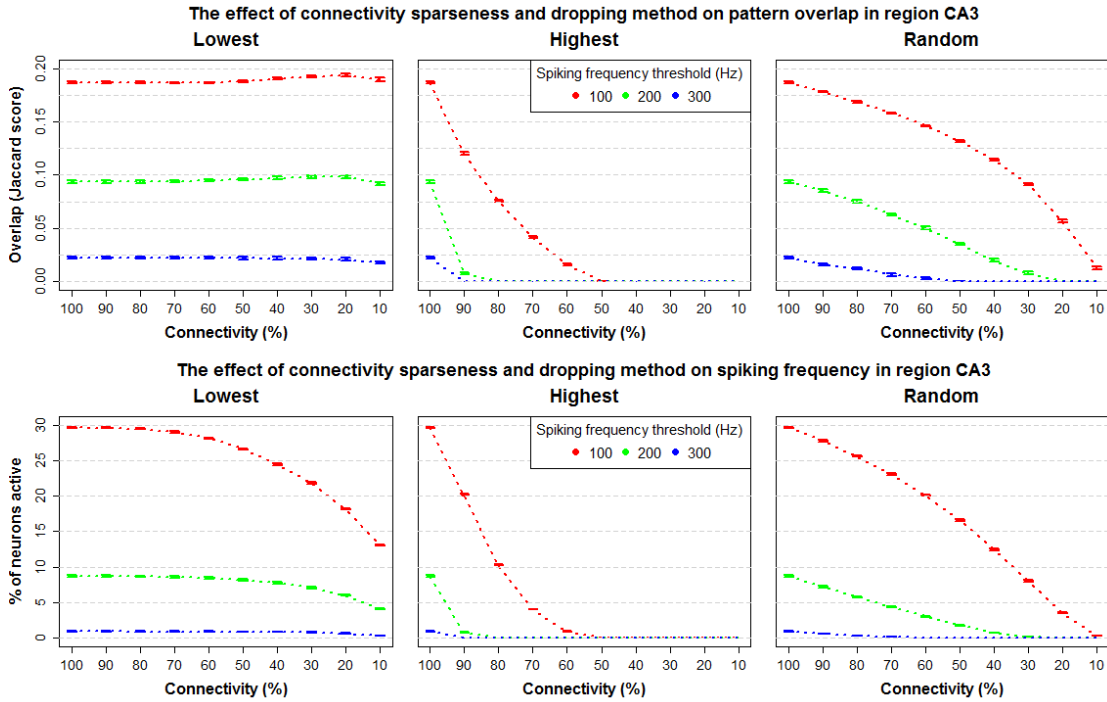 The effect of connectivity sparseness and dropping method on pattern overlap in region CA3
Lowest
Highest
Random
Overlap (Jaccard score)
0.20
0.15
0.10
0.05
0.00
Spiking frequency threshold (Hz)
100 200 300
100 90 80 70 60 50 40 30 20 10
100 90 80 70 60 50 40 30 20 10
100 90 80 70 60 50 40 30 20 10
Connectivity (%)
Connectivity (%)
Connectivity (%)
The effect of connectivity sparseness and dropping method on spiking frequency in region CA3
Lowest
Highest
Random
% of neurons active
30
25
20
15
10
5
0
Spiking frequency threshold (Hz)
100 200 300
100 90 80 70 60 50 40 30 20 10
100 90 80 70 60 50 40 30 20 10
100 90 80 70 60 50 40 30 20 10
Connectivity (%)
Connectivity (%)
Connectivity (%)